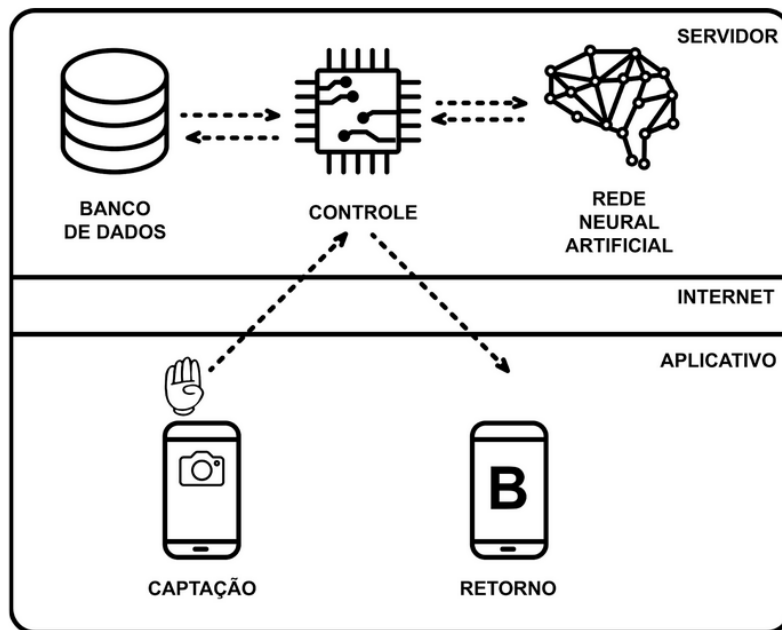 SERVIDOR
BANCO
DE DADOS
CONTROLE
REDE
NEURAL
ARTIFICIAL
INTERNET
APLICATIVO
B
CAPTAÇÃO
RETORNO